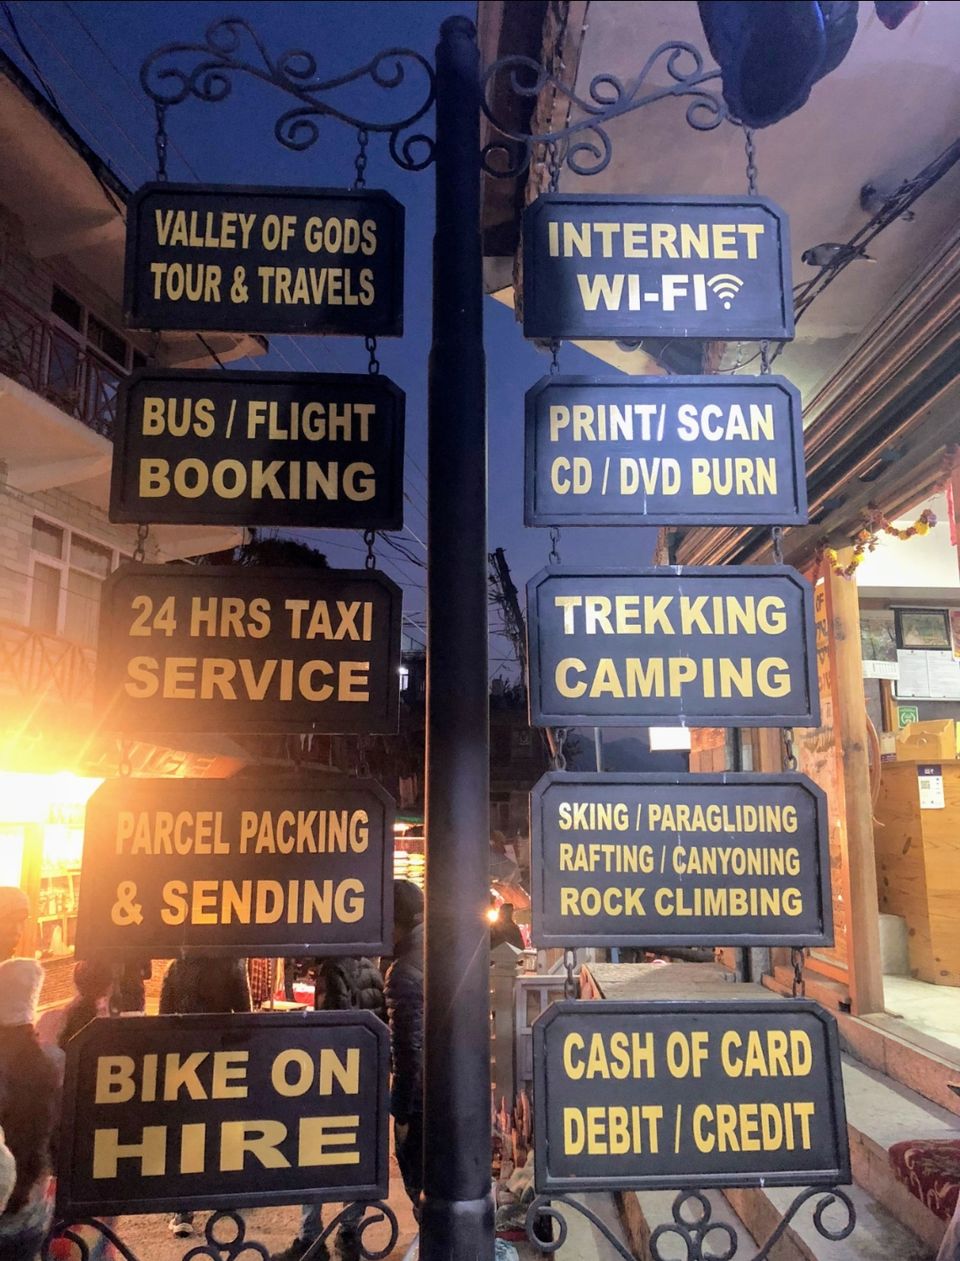 VALLEY OF GODS
TOUR & TRAVELS
BUS / FLIGHT
BOOKING
24 HRS TAXI
SERVICE
PARCEL PACKING
& SENDING
BIKE ON
HIRE
INTERNET
WI-FI
PRINT/ SCAN
CD / DVD BURN
TREKKING
CAMPING
SKING / PARAGLIDING
RAFTING / CANYONING
ROCK CLIMBING
CASH OF CARD
DEBIT / CREDIT